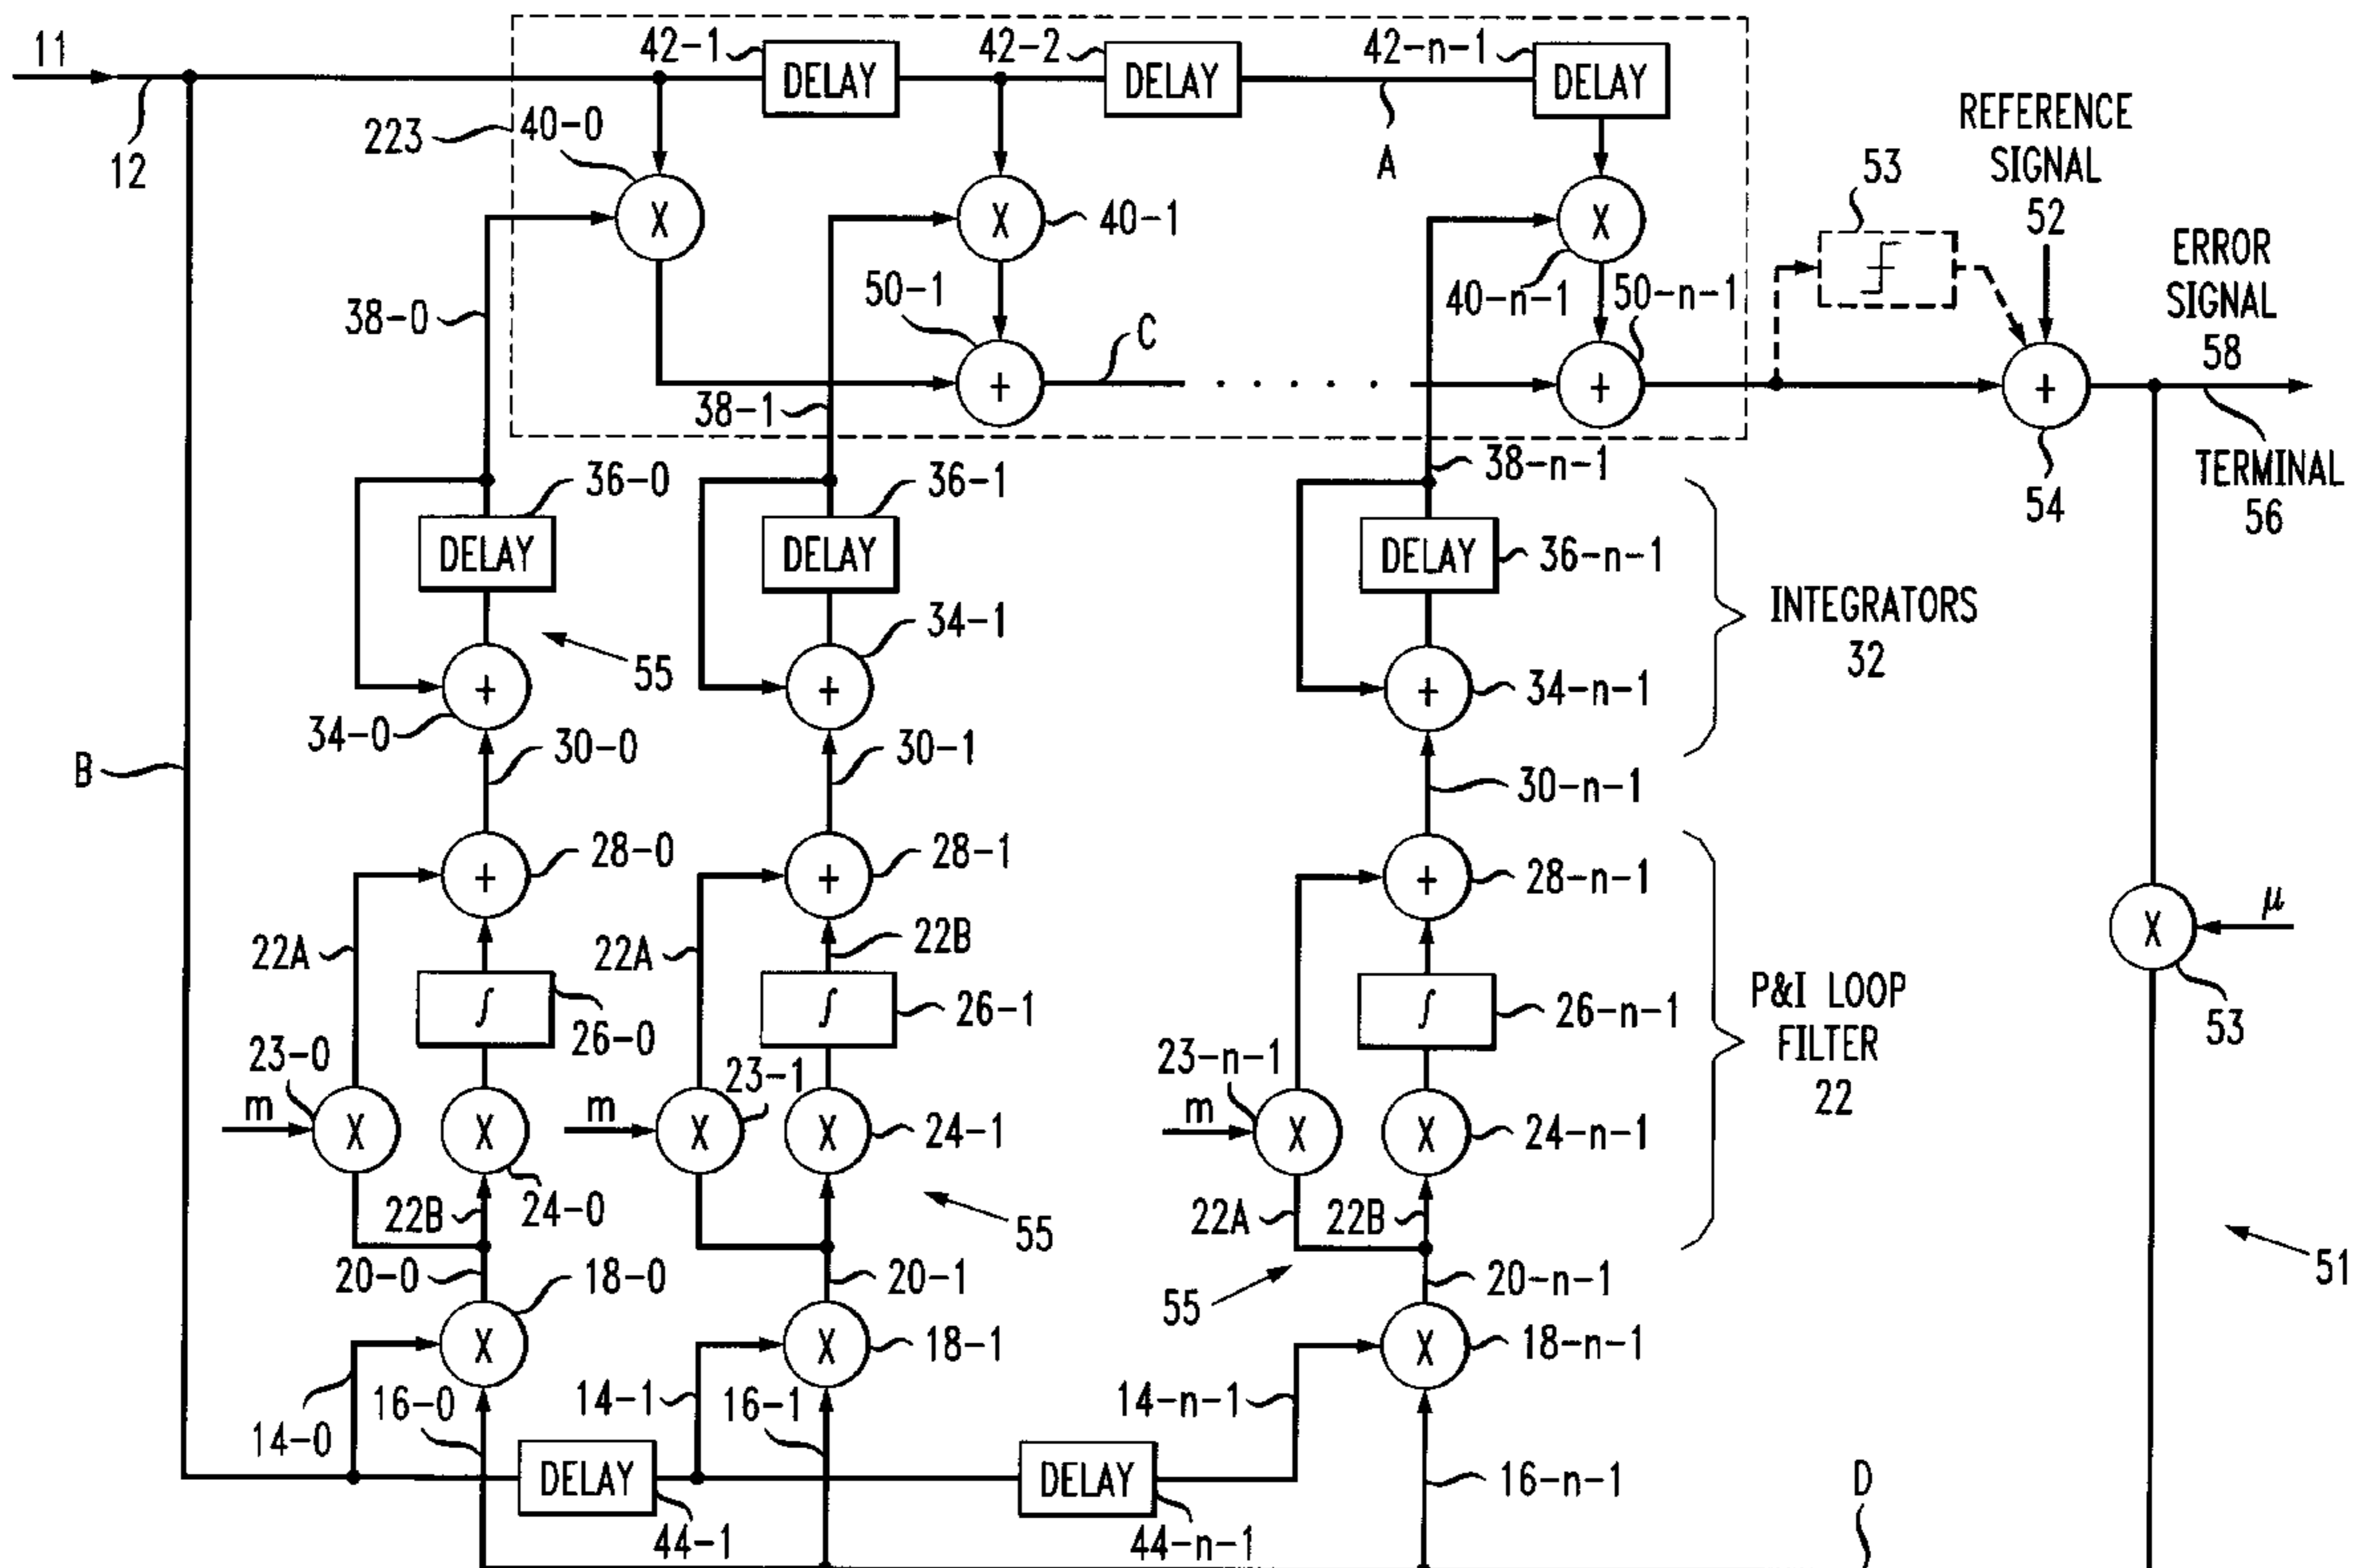 11
12
42-1
DELAY
42-2
DELAY
42-n-1
DELAY
223
40-0
X
A
X
40-1
X
40-n-1
REFERENCE
SIGNAL
52
53
ERROR
SIGNAL
58
38-0
50-1
+
C
50-n-1
+
+
54
TERMINAL
56
38-1
38-n-1
36-0
DELAY
36-1
DELAY
DELAY
36-n-1
INTEGRATORS
32
55
34-0
+
34-1
+
+
34-n-1
B
30-0
30-1
30-n-1
+
28-0
+
28-1
+
28-n-1
X
μ
53
22A
22A
22B
∫
26-0
∫
26-1
∫
26-n-1
P&I LOOP
FILTER
22
23-0
m
X
X
24-0
23-1
m
X
X
24-1
23-n-1
m
X
X
24-n-1
22B
55
22A
22B
51
20-0
18-0
X
20-1
X
18-1
55
20-n-1
X
18-n-1
14-0
16-0
14-1
16-1
14-n-1
16-n-1
DELAY
44-1
DELAY
44-n-1
D